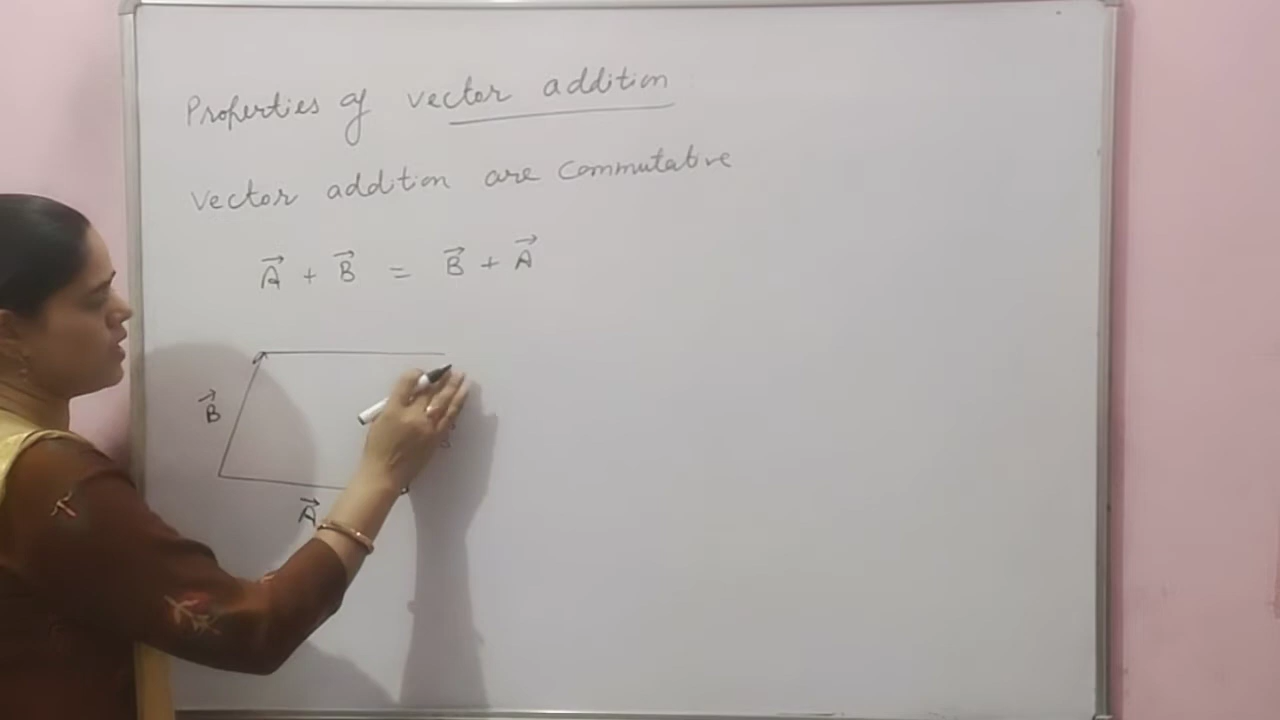 Properties of vector addition
Vector addition are commutative
A⃗ + B⃗ = B⃗ + A⃗
B⃗
A⃗